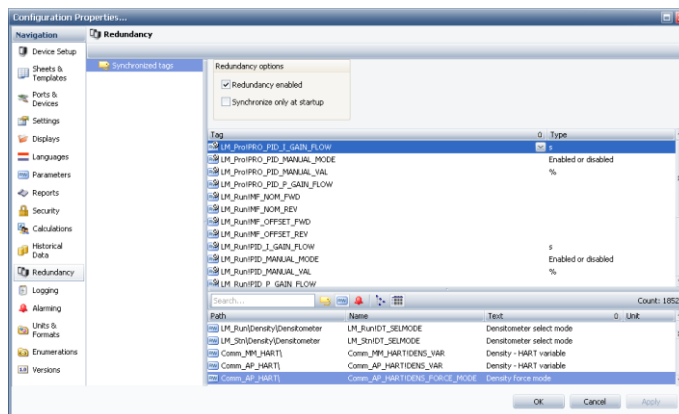 Configuration Properties...
Navigation
Redundancy
Device Setup
Sheets &
Templates
Ports &
Devices
Settings
Displays
Languages
Parameters
Reports
Security
Calculations
Historical
Data
Redundancy
Logging
Alarming
Units &
Formats
Enumerations
Versions
Synchronized tags
Redundancy options
Redundancy enabled
Synchronize only at startup
Tag Type
LM_Pro!PRO_PID_I_GAIN_FLOW s
LM_Pro!PRO_PID_MANUAL_MODE Enabled or disabled
LM_Pro!PRO_PID_MANUAL_VAL %
LM_Pro!PRO_PID_P_GAIN_FLOW
LM_Run!MF_NOM_FWD
LM_Run!MF_NOM_REV
LM_Run!MF_OFFSET_FWD
LM_Run!MF_OFFSET_REV
LM_Run!PID_I_GAIN_FLOW s
LM_Run!PID_MANUAL_MODE Enabled or disabled
LM_Run!PID_MANUAL_VAL %
LM_Run!PID_P_GAIN_FLOW
Search... Count: 1852
Path Name Text Unit
LM_Run\Density\Densitometer LM_Run!DT_SELMODE Densitometer select mode
LM_Stn\Density\Densitometer LM_Stn!DT_SELMODE Densitometer select mode
Comm_MM_HART\ Comm_MM_HART!DENS_VAR Density - HART variable
Comm_AP_HART\ Comm_AP_HART!DENS_VAR Density - HART variable
Comm_AP_HART\ Comm_AP_HART!DENS_FORCE_MODE Density force mode
OK Cancel Apply